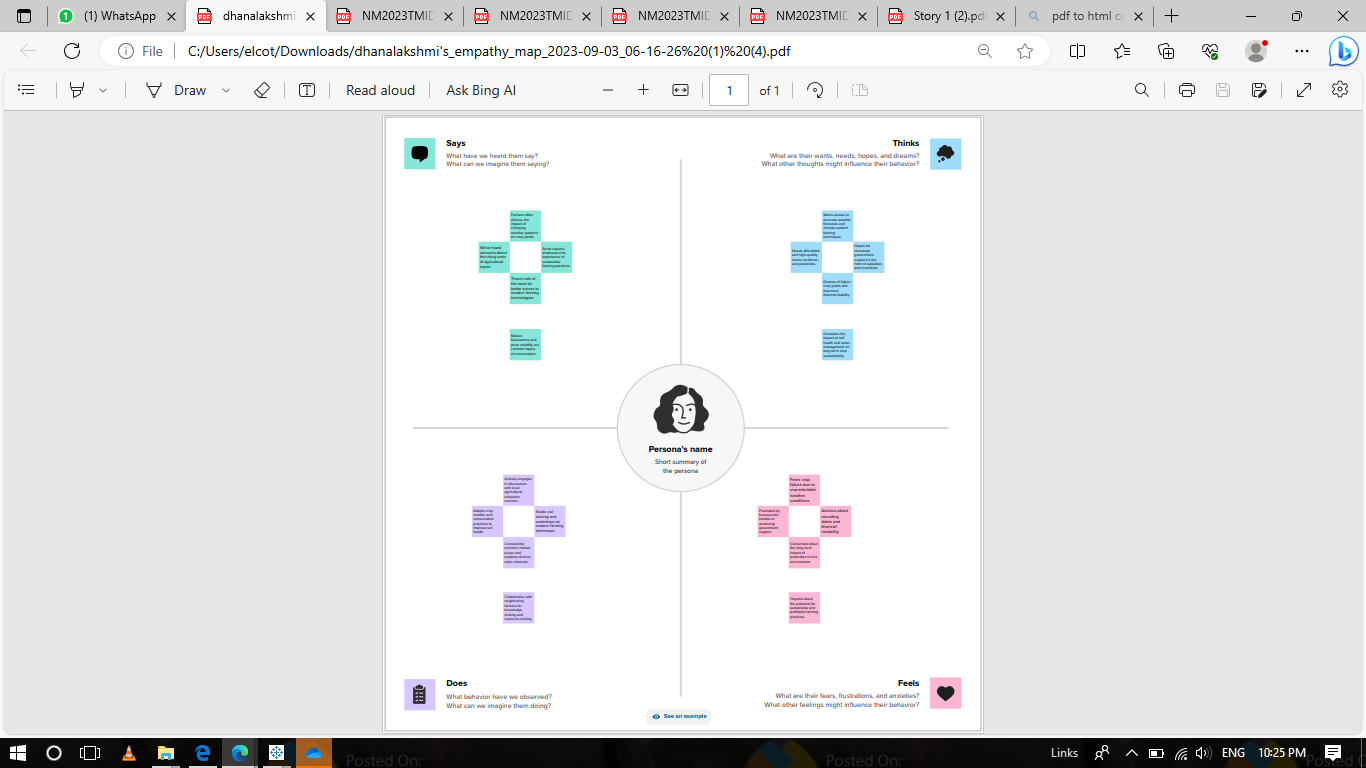 (1) WhatsApp
dhanalakshmi
NM2023TMID
NM2023TMID
NM2023TMID
NM2023TMID
Story 1 (2).pdf
pdf to html co
File
C:/Users/elcot/Downloads/dhanalakshmi's_empathy_map_2023-09-03_06-16-26%20(1)%20(4).pdf
Draw
Read aloud
Ask Bing AI
1
of 1
Says
What have we heard them say?
What can we imagine them saying?
Thinks
What are their wants, needs, hopes, and dreams?
What other thoughts might influence their behavior?
Farmers often
discuss the
impact of
changing
weather patterns
on crop yields.
We've heard
concerns about
the rising costs
of agricultural
inputs.
Some experts
emphasize the
importance of
sustainable
farming practices.
There's talk of
the need for
better access to
modern farming
technologies.
Market
fluctuations and
price volatility are
common topics
of conversation
Wants access to
accurate weather
forecasts and
climate-resilient
farming
techniques.
Needs affordable
and high-quality
seeds, fertilizers,
and pesticides.
Hopes for
increased
government
support in the
form of subsidies
and incentives.
Dreams of higher
crop yields and
improved
financial stability.
Considers the
impact of soil
health and water
management on
long-term crop
sustainability.
Persona's name
Short summary of
the persona
Actively engages
in discussions
with local
agricultural
extension
services.
Adopts crop
rotation and
conservation
practices to
improve soil
health.
Seeks out
training and
workshops on
modern farming
techniques.
Consistently
monitors market
prices and
explores diverse
sales channels.
Collaborates with
neighboring
farmers for
knowledge
sharing and
resource pooling.
Fears crop
failure due to
unpredictable
weather
conditions.
Frustrated by
bureaucratic
hurdles in
accessing
government
support.
Anxious about
mounting
debts and
financial
instability.
Concerned about
the long-term
impact of
pesticides on the
environment.
Hopeful about
the potential for
sustainable and
profitable farming
practices.
Does
What behavior have we observed?
What can we imagine them doing?
Feels
What are their fears, frustrations, and anxieties?
What other feelings might influence their behavior?
See an example
Posted On:
Posted On:
Links
ENG
10:25 PM